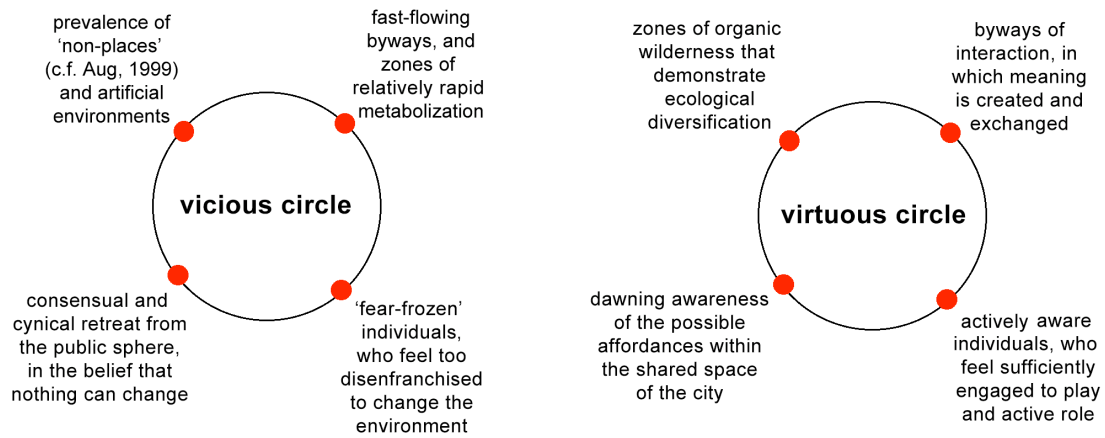 prevalence of
‘non-places’
(c.f. Aug, 1999)
and artificial
environments
fast-flowing
byways, and
zones of
relatively rapid
metabolization
vicious circle
consensual and
cynical retreat from
the public sphere,
in the belief that
nothing can change
‘fear-frozen’
individuals,
who feel too
disenfranchised
to change the
environment
zones of organic
wilderness that
demonstrate
ecological
diversification
byways of
interaction, in
which meaning
is created and
exchanged
virtuous circle
dawning awareness
of the possible
affordances within
the shared space
of the city
actively aware
individuals, who
feel sufficiently
engaged to play
and active role